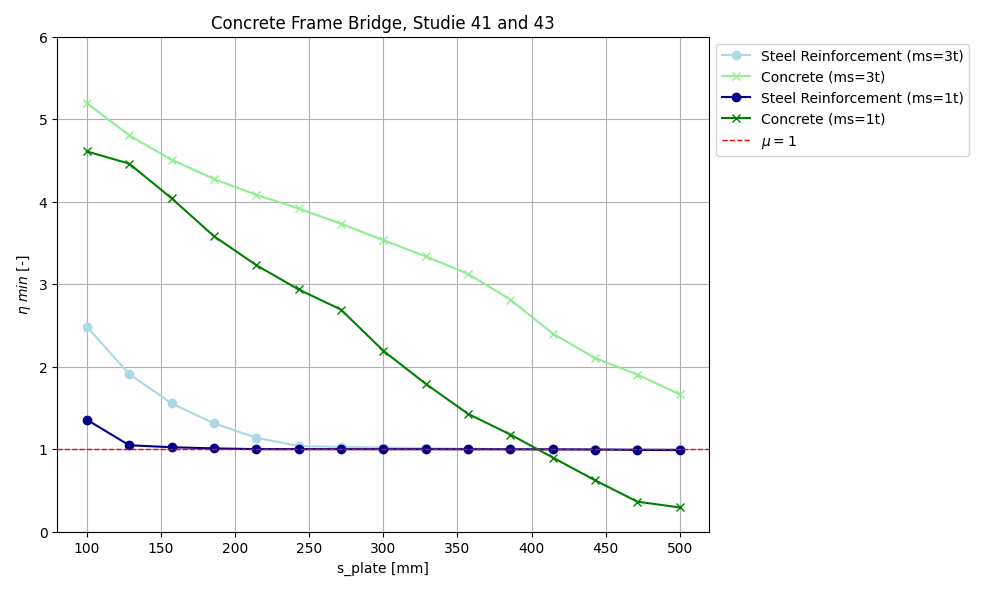 Concrete Frame Bridge, Studie 41 and 43
6
5
4
3
2
1
0
η min [-]
100 150 200 250 300 350 400 450 500
s_plate [mm]
Steel Reinforcement (ms=3t)
Concrete (ms=3t)
Steel Reinforcement (ms=1t)
Concrete (ms=1t)
μ = 1